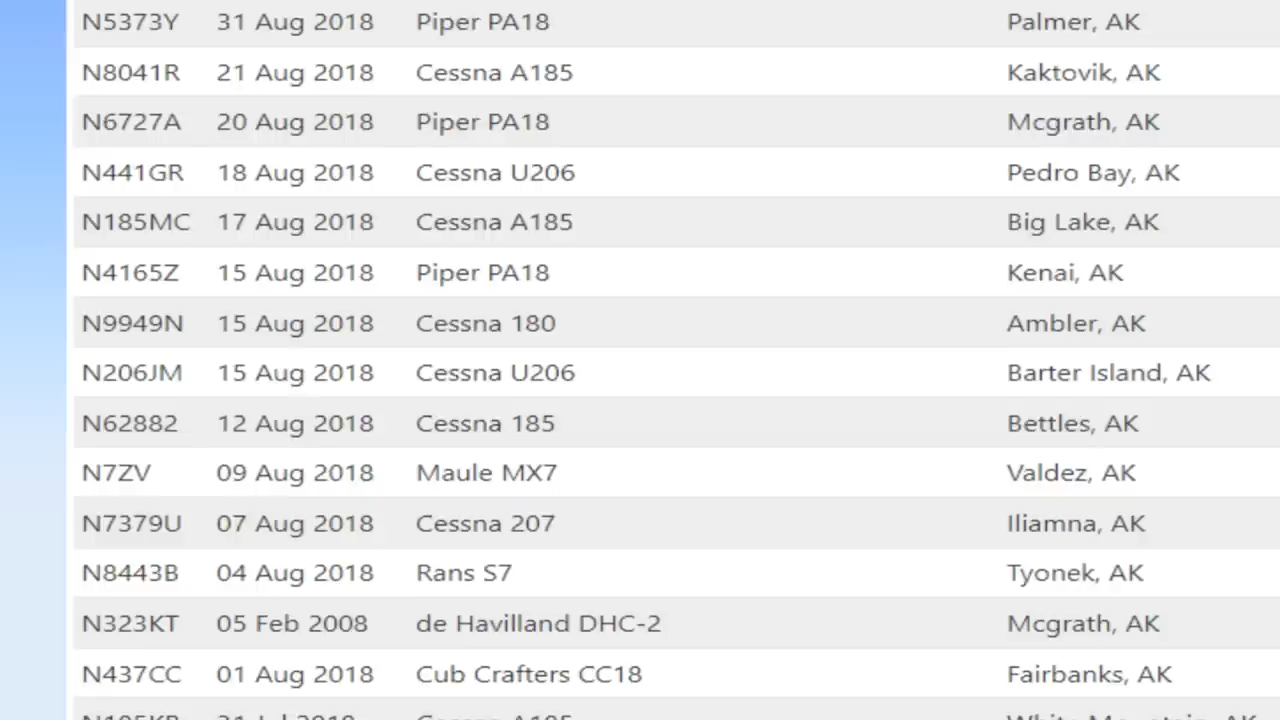 N5373Y 31 Aug 2018 Piper PA18 Palmer, AK
N8041R 21 Aug 2018 Cessna A185 Kaktovik, AK
N6727A 20 Aug 2018 Piper PA18 Mcgrath, AK
N441GR 18 Aug 2018 Cessna U206 Pedro Bay, AK
N185MC 17 Aug 2018 Cessna A185 Big Lake, AK
N4165Z 15 Aug 2018 Piper PA18 Kenai, AK
N9949N 15 Aug 2018 Cessna 180 Ambler, AK
N206JM 15 Aug 2018 Cessna U206 Barter Island, AK
N62882 12 Aug 2018 Cessna 185 Bettles, AK
N7ZV 09 Aug 2018 Maule MX7 Valdez, AK
N7379U 07 Aug 2018 Cessna 207 Iliamna, AK
N8443B 04 Aug 2018 Rans S7 Tyonek, AK
N323KT 05 Feb 2008 de Havilland DHC-2 Mcgrath, AK
N437CC 01 Aug 2018 Cub Crafters CC18 Fairbanks, AK